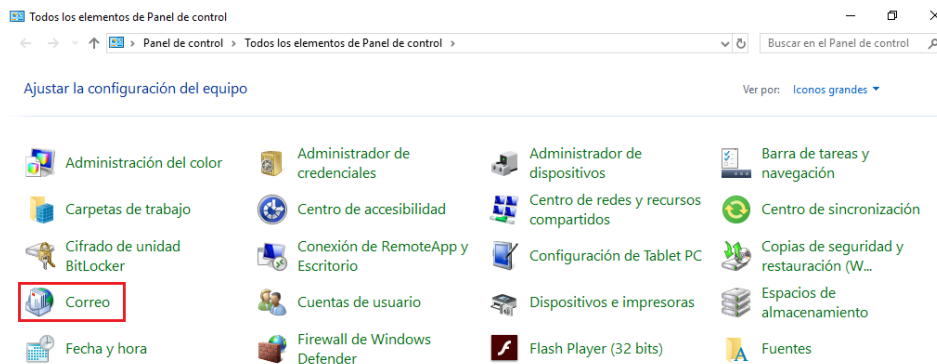 Todos los elementos de Panel de control
Panel de control > Todos los elementos de Panel de control >
Buscar en el Panel de control
Ajustar la configuración del equipo
Ver por: Iconos grandes
Administración del color
Administrador de
credenciales
Administrador de
dispositivos
Barra de tareas y
navegación
Carpetas de trabajo
Centro de accesibilidad
Centro de redes y recursos
compartidos
Centro de sincronización
Cifrado de unidad
BitLocker
Conexión de RemoteApp y
Escritorio
Configuración de Tablet PC
Copias de seguridad y
restauración (W...
Correo
Cuentas de usuario
Dispositivos e impresoras
Espacios de
almacenamiento
Fecha y hora
Firewall de Windows
Defender
Flash Player (32 bits)
Fuentes